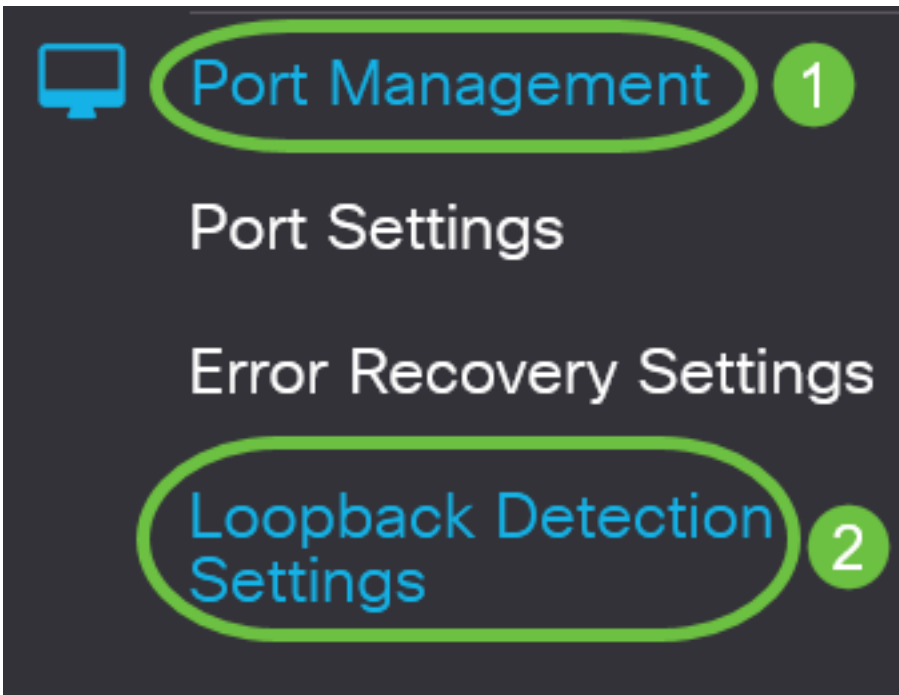 Port Management 1
Port Settings
Error Recovery Settings
Loopback Detection
Settings
2